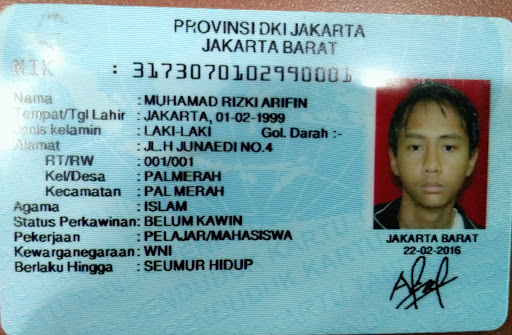 PROVINSI DKI JAKARTA
JAKARTA BARAT
NIK : 3173070102990001
Nama : MUHAMAD RIZKI ARIFIN
Tempat/Tgl Lahir : JAKARTA, 01-02-1999
Jenis kelamin : LAKI-LAKI Gol. Darah :-
Alamat : JL.H JUNAEDI NO.4
RT/RW : 001/001
Kel/Desa : PALMERAH
Kecamatan : PAL MERAH
Agama : ISLAM
Status Perkawinan: BELUM KAWIN
Pekerjaan : PELAJAR/MAHASISWA
Kewarganegaraan: WNI
Berlaku Hingga : SEUMUR HIDUP
JAKARTA BARAT
22-02-2016